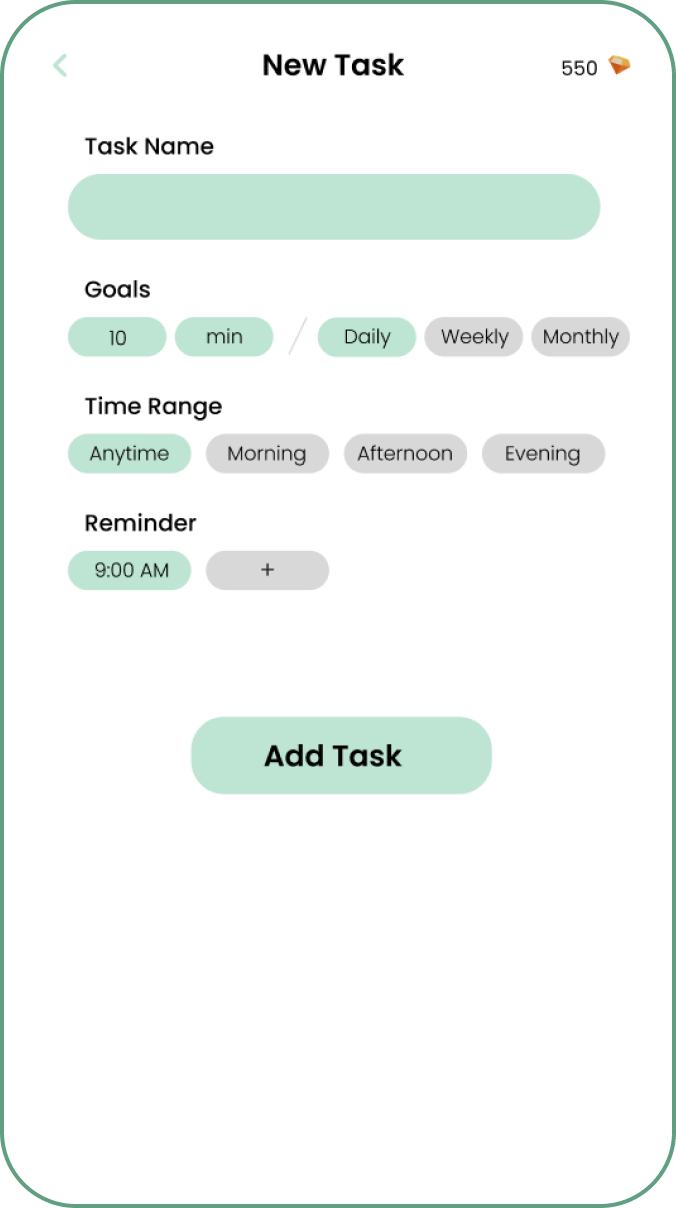 New Task
550
Task Name
Goals
10 min / Daily Weekly Monthly
Time Range
Anytime Morning Afternoon Evening
Reminder
9:00 AM +
Add Task